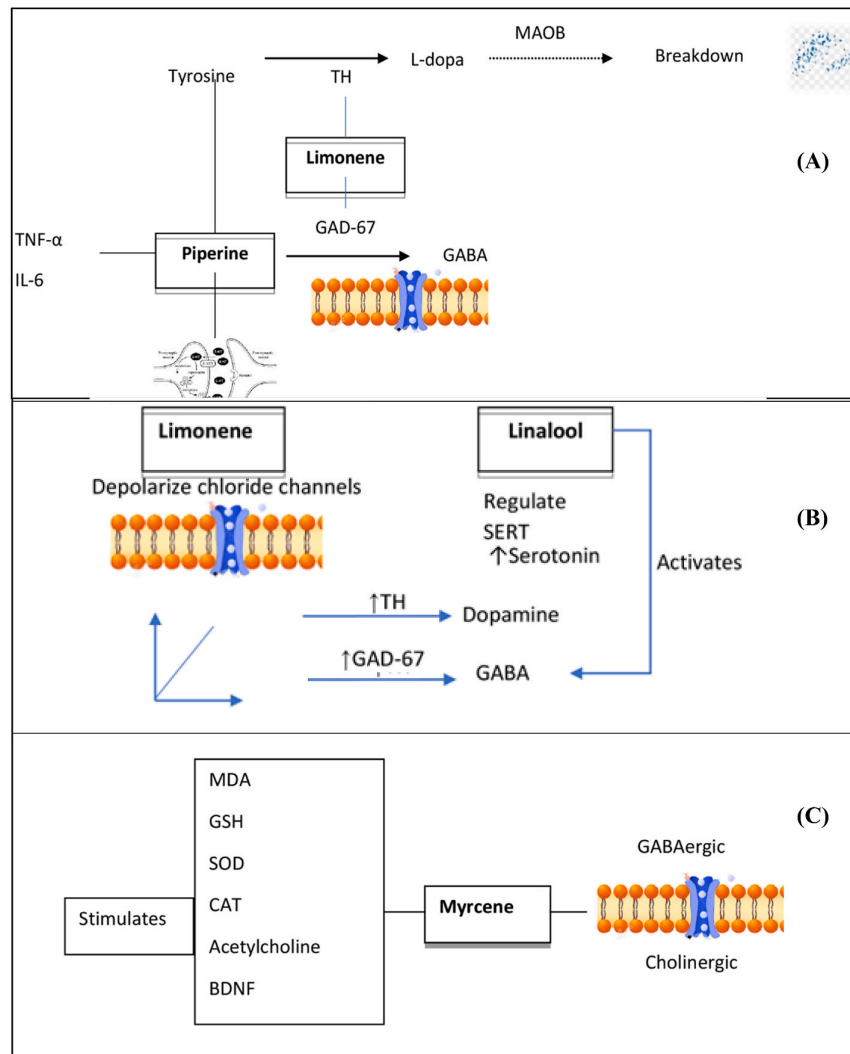 MAOB
Tyrosine
TH
L-dopa
Breakdown
Limonene
(A)
TNF-α
IL-6
Piperine
GAD-67
GABA
Limonene
Depolarize chloride channels
Linalool
Regulate
SERT
↑Serotonin
(B)
Activates
↑TH
Dopamine
↑GAD-67
GABA
MDA
GSH
SOD
CAT
Acetylcholine
BDNF
Stimulates
Myrcene
GABAergic
Cholinergic
(C)